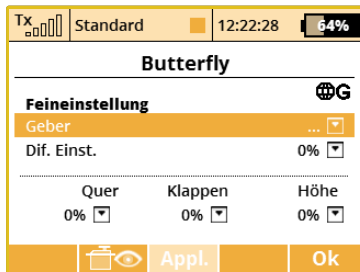 Tx Standard 12:22:28 64%
Butterfly
G
Feineinstellung
Geber ...
Dif. Einst. 0%
Quer Klappen Höhe
0% 0% 0%
Appl. Ok